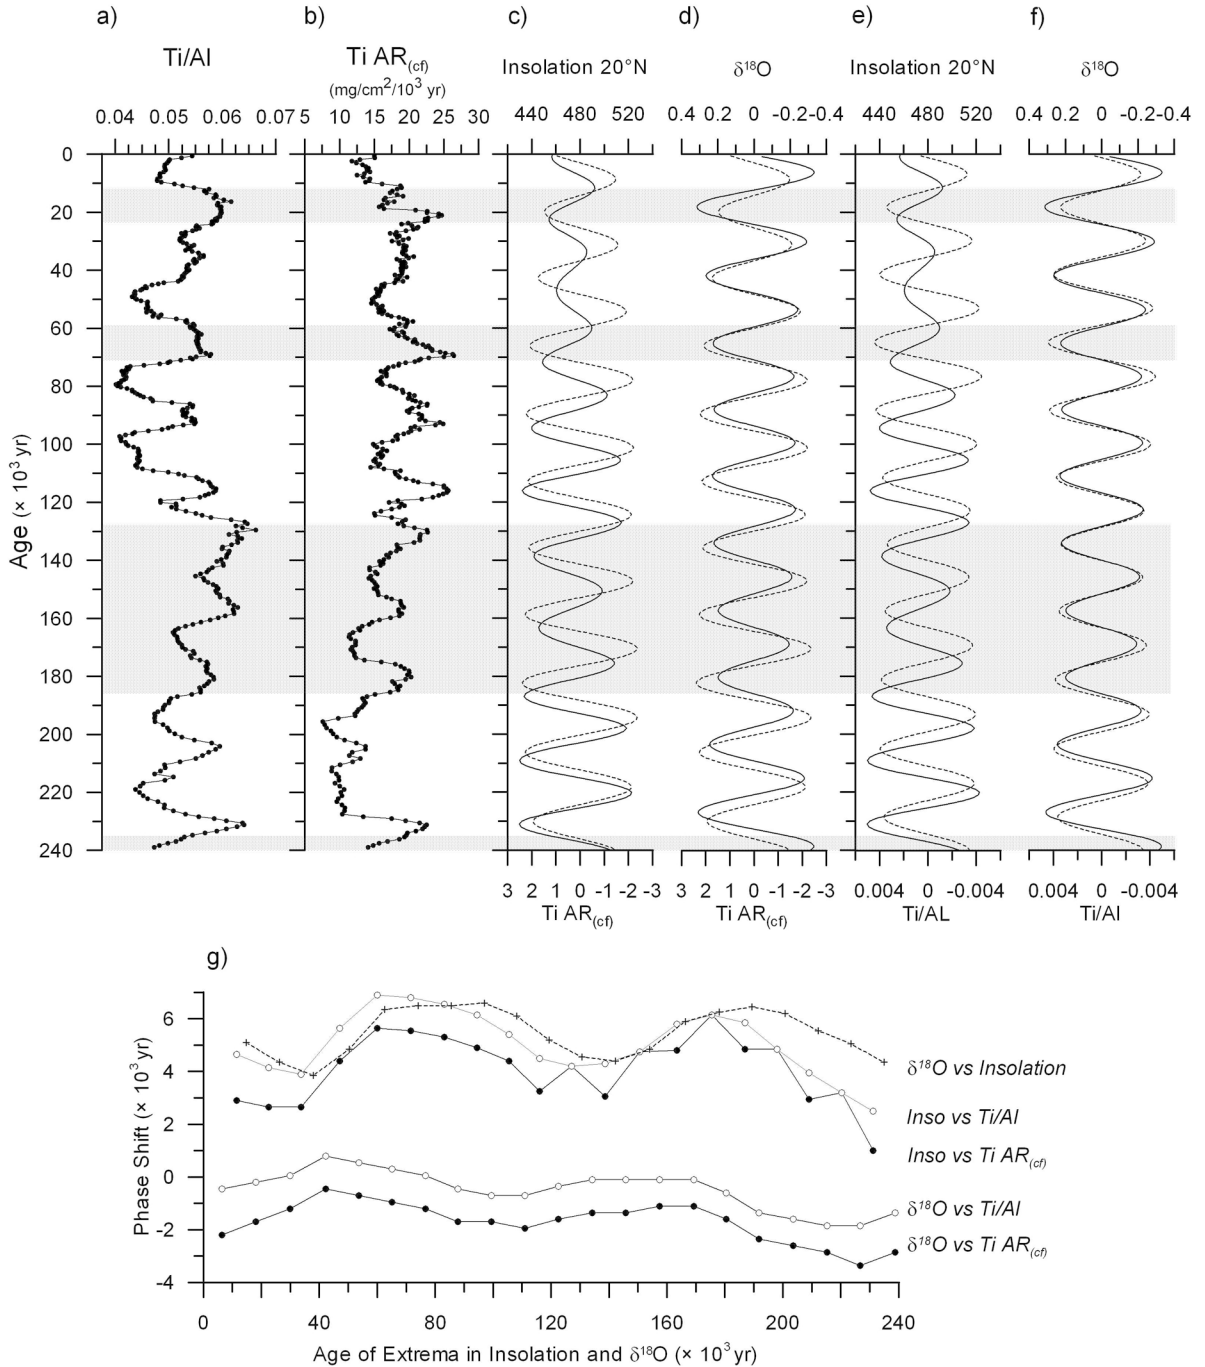 a) b) c) d) e) f)
Ti/Al Ti AR(cf) Insolation 20°N δ18O Insolation 20°N δ18O
(mg/cm2/103 yr)
0.04 0.05 0.06 0.07 5 10 15 20 25 30 440 480 520 0.4 0.2 0 -0.2 -0.4 440 480 520 0.4 0.2 0 -0.2 -0.4
0
20
40
60
80
100
120
140
160
180
200
220
240
Age (× 103 yr)
3 2 1 0 -1 -2 -3 3 2 1 0 -1 -2 -3 0.004 0 -0.004 0.004 0 -0.004
Ti AR(cf) Ti AR(cf) Ti/AL Ti/Al
g)
6
4
2
0
-2
-4
Phase Shift (× 103 yr)
δ18O vs Insolation
Inso vs Ti/Al
Inso vs Ti AR(cf)
δ18O vs Ti/Al
δ18O vs Ti AR(cf)
0 40 80 120 160 200 240
Age of Extrema in Insolation and δ18O (× 103 yr)